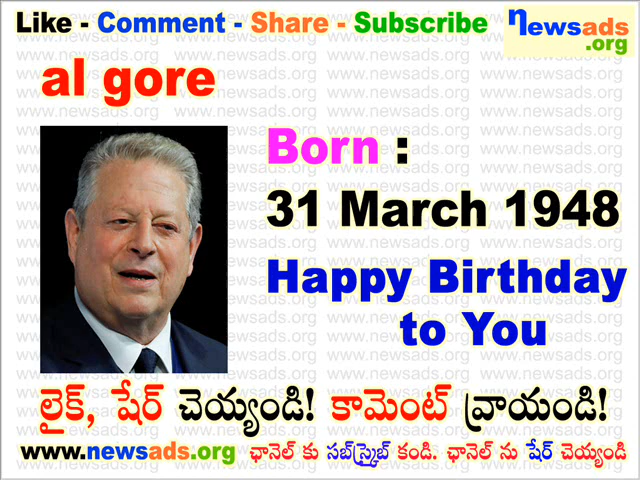 Like - Comment - Share - Subscribe
newsads
.org
al gore
Born :
31 March 1948
Happy Birthday
to You
లైక్, షేర్ చెయ్యండి! కామెంట్ వ్రాయండి!
www.newsads.org ఛానెల్ కు సబ్‌స్క్రైబ్ కండి. ఛానెల్ ను షేర్ చెయ్యండి